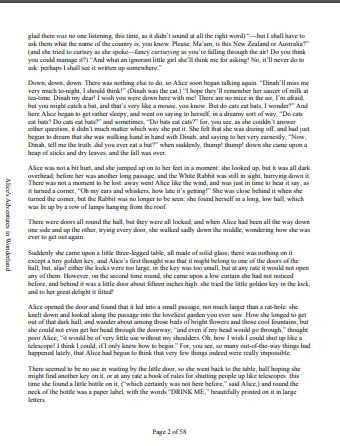 glad there was no one listening, this time, as it didn't sound at all the right word) "—but I shall have to
ask them what the name of the country is, you know. Please, Ma'am, is this New Zealand or Australia?"
(and she tried to curtsey as she spoke—fancy curtseying as you're falling through the air! Do you think
you could manage it?) "And what an ignorant little girl she'll think me for asking! No, it'll never do to
ask: perhaps I shall see it written up somewhere."
Down, down, down. There was nothing else to do, so Alice soon began talking again. "Dinah'll miss me
very much to-night, I should think!" (Dinah was the cat.) "I hope they'll remember her saucer of milk at
tea-time. Dinah my dear! I wish you were down here with me! There are no mice in the air, I'm afraid,
but you might catch a bat, and that's very like a mouse, you know. But do cats eat bats, I wonder?" And
here Alice began to get rather sleepy, and went on saying to herself, in a dreamy sort of way, "Do cats
eat bats? Do cats eat bats?" and sometimes, "Do bats eat cats?" for, you see, as she couldn't answer
either question, it didn't much matter which way she put it. She felt that she was dozing off, and had just
begun to dream that she was walking hand in hand with Dinah, and saying to her very earnestly, "Now,
Dinah, tell me the truth: did you ever eat a bat?" when suddenly, thump! thump! down she came upon a
heap of sticks and dry leaves, and the fall was over.
Alice was not a bit hurt, and she jumped up on to her feet in a moment: she looked up, but it was all dark
overhead; before her was another long passage, and the White Rabbit was still in sight, hurrying down it.
There was not a moment to be lost: away went Alice like the wind, and was just in time to hear it say, as
it turned a corner, "Oh my ears and whiskers, how late it's getting!" She was close behind it when she
turned the corner, but the Rabbit was no longer to be seen: she found herself in a long, low hall, which
was lit up by a row of lamps hanging from the roof.
There were doors all round the hall, but they were all locked; and when Alice had been all the way down
one side and up the other, trying every door, she walked sadly down the middle, wondering how she was
ever to get out again.
Suddenly she came upon a little three-legged table, all made of solid glass; there was nothing on it
except a tiny golden key, and Alice's first thought was that it might belong to one of the doors of the
hall; but, alas! either the locks were too large, or the key was too small, but at any rate it would not open
any of them. However, on the second time round, she came upon a low curtain she had not noticed
before, and behind it was a little door about fifteen inches high: she tried the little golden key in the lock,
and to her great delight it fitted!
Alice opened the door and found that it led into a small passage, not much larger than a rat-hole: she
knelt down and looked along the passage into the loveliest garden you ever saw. How she longed to get
out of that dark hall, and wander about among those beds of bright flowers and those cool fountains, but
she could not even get her head through the doorway; "and even if my head would go through," thought
poor Alice, "it would be of very little use without my shoulders. Oh, how I wish I could shut up like a
telescope! I think I could, if I only knew how to begin." For, you see, so many out-of-the-way things had
happened lately, that Alice had begun to think that very few things indeed were really impossible.
There seemed to be no use in waiting by the little door, so she went back to the table, half hoping she
might find another key on it, or at any rate a book of rules for shutting people up like telescopes: this
time she found a little bottle on it, ("which certainly was not here before," said Alice,) and round the
neck of the bottle was a paper label, with the words "DRINK ME," beautifully printed on it in large
letters.
Alice's Adventures in Wonderland
Page 2 of 58